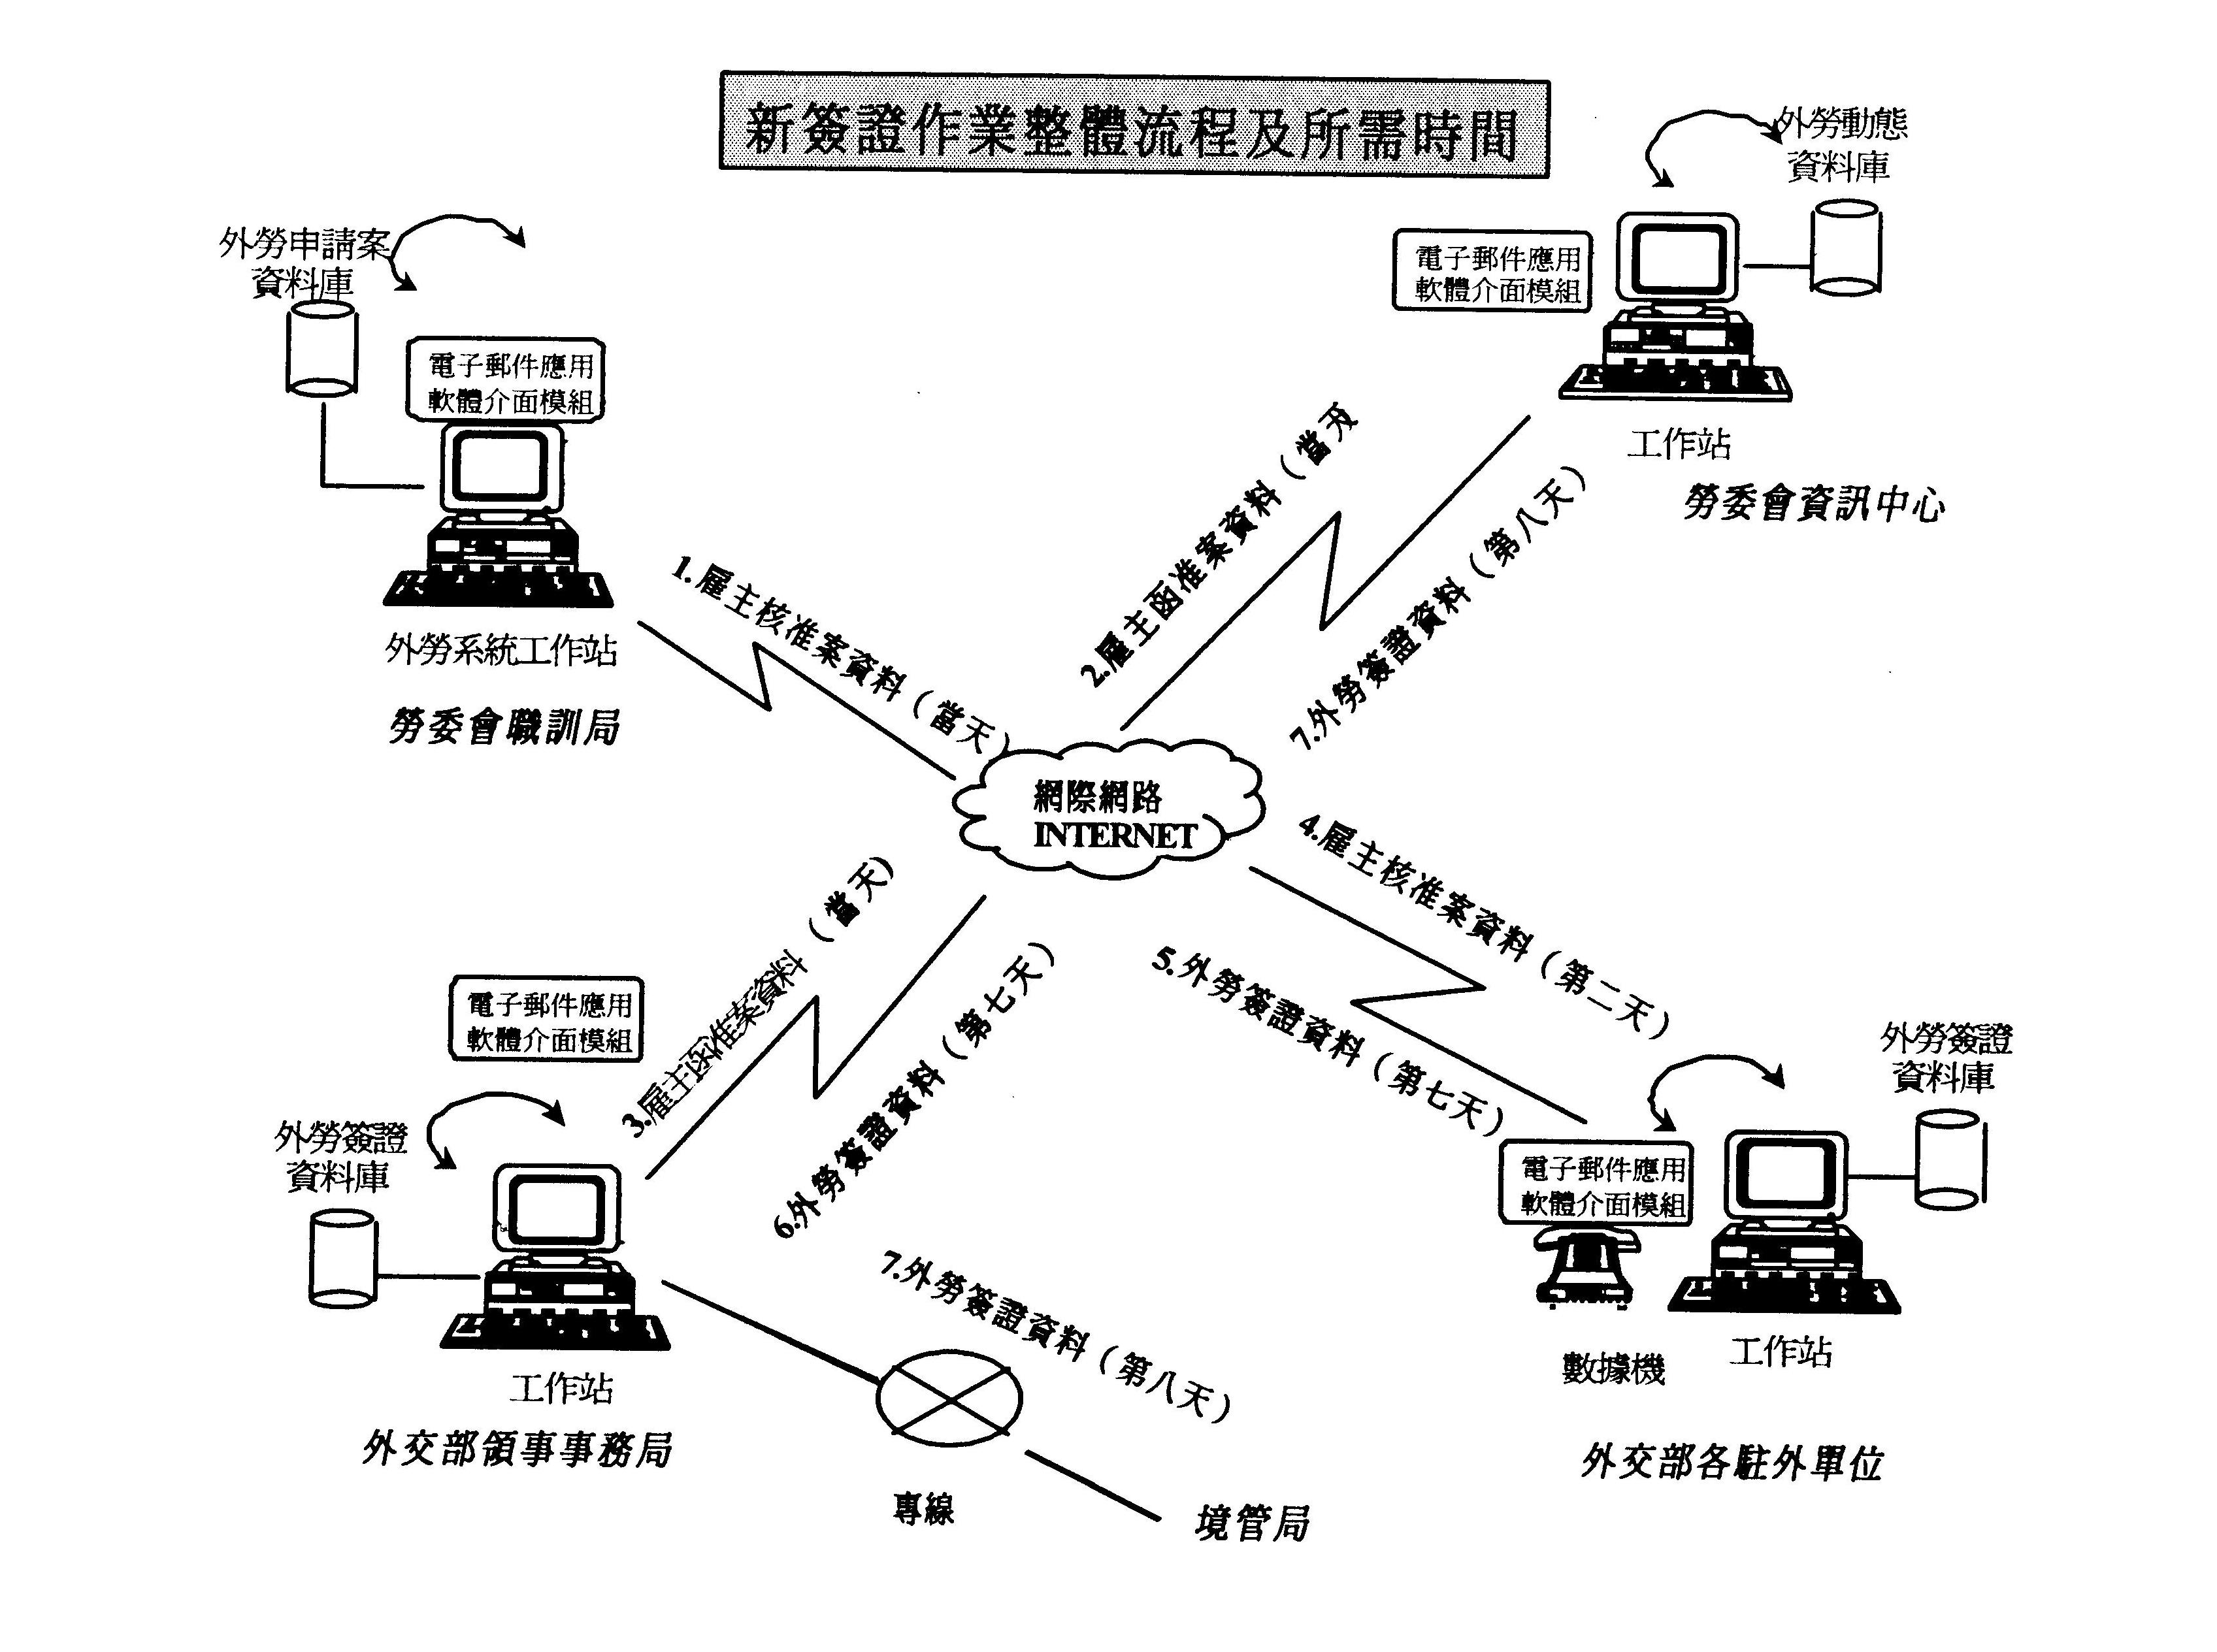 新簽證作業整體流程及所需時間
外勞動態
資料庫
外勞申請案
資料庫
電子郵件應用
軟體介面模組
電子郵件應用
軟體介面模組
工作站
勞委會資訊中心
外勞系統工作站
勞委會職訓局
1.雇主核准案資料(當天)
2.雇主函准案資料(當天)
7.外勞簽證資料(第八天)
網際網路
INTERNET
3.雇主函准案資料(當天)
6.外勞簽證資料(第七天)
4.雇主核准案資料(第二天)
5.外勞簽證資料(第七天)
電子郵件應用
軟體介面模組
外勞簽證
資料庫
外勞簽證
資料庫
電子郵件應用
軟體介面模組
7.外勞簽證資料(第八天)
工作站
外交部領事事務局
數據機
工作站
外交部各駐外單位
專線
境管局